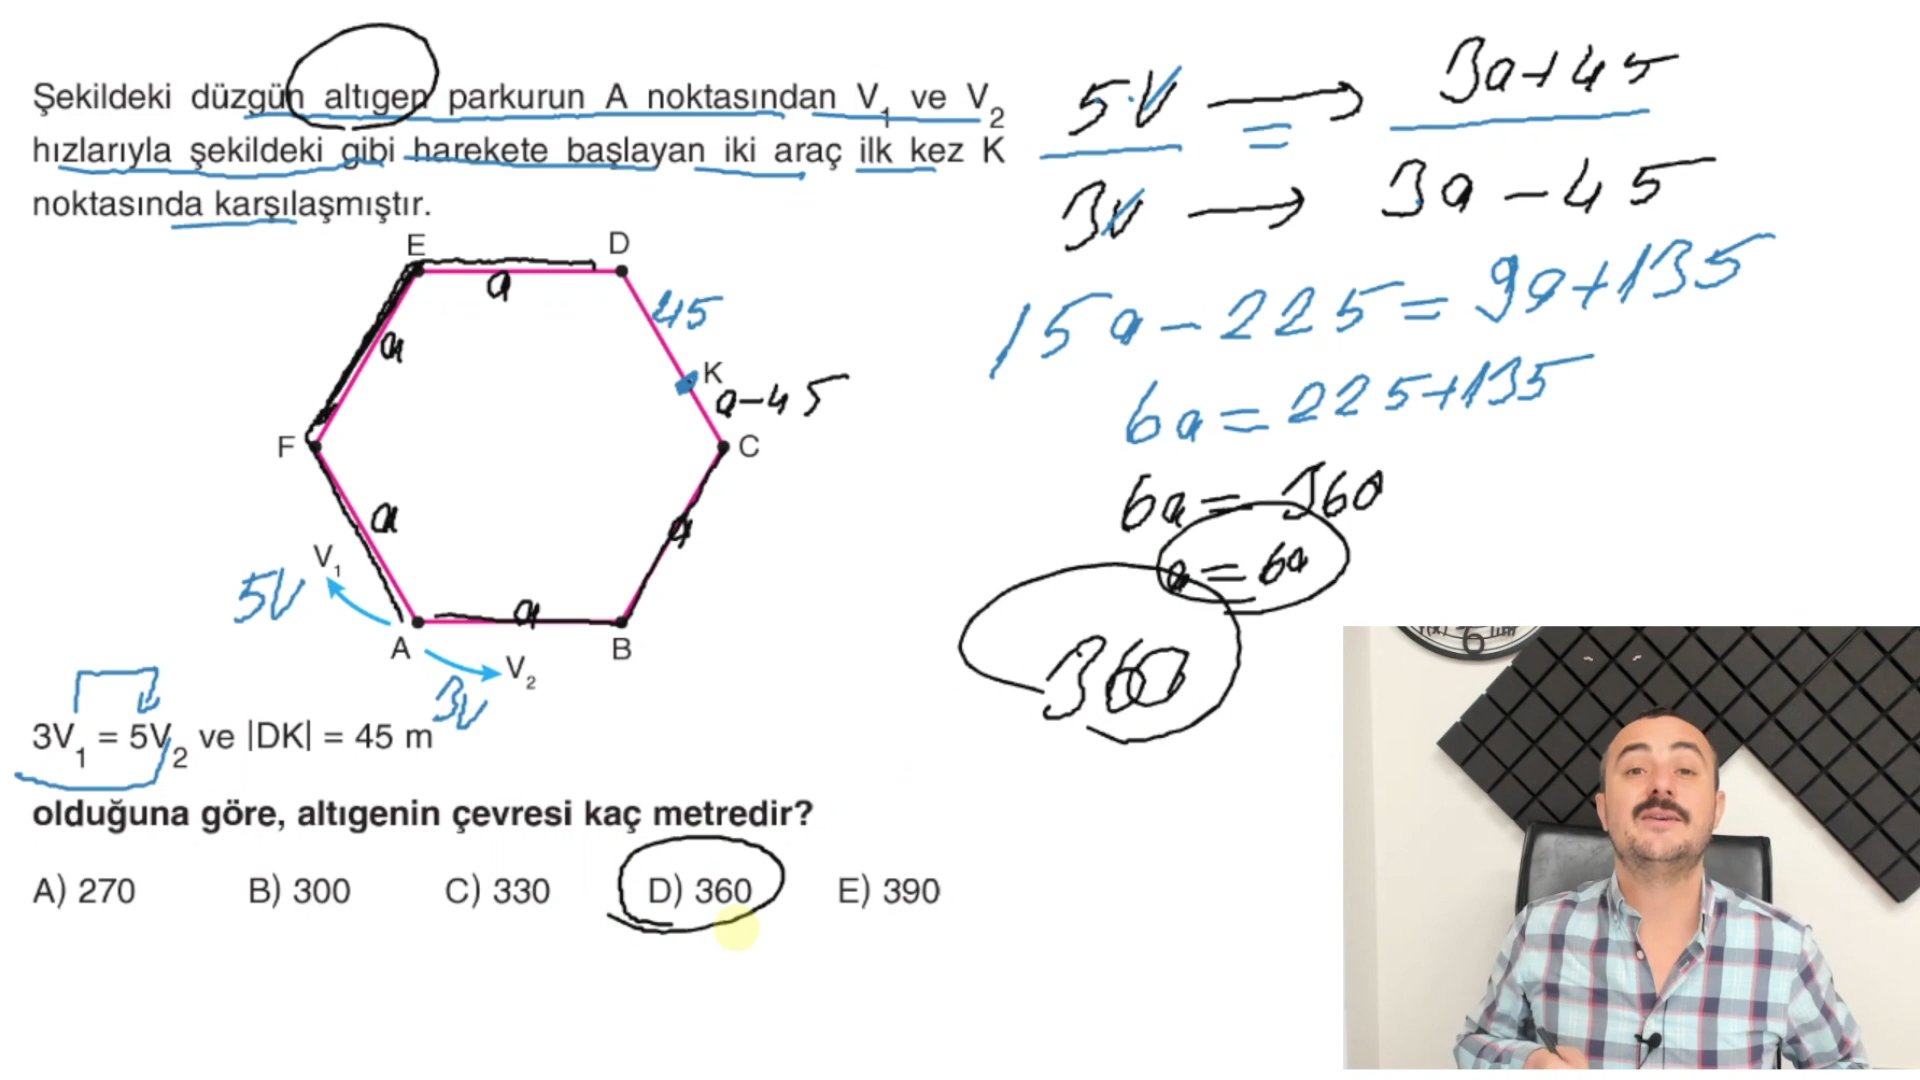 Şekildeki düzgün altıgen parkurun A noktasından V₁ ve V₂
hızlarıyla şekildeki gibi harekete başlayan iki araç ilk kez K
noktasında karşılaşmıştır.
E
D
a
45
a
K
a-45
F
C
a
a
V₁
5V
a
A
B
V₂
3V
3V₁ = 5V₂ ve |DK| = 45 m
olduğuna göre, altıgenin çevresi kaç metredir?
A) 270 B) 300 C) 330 D) 360 E) 390
5·V → 3a+45
=
3V → 3a-45
15a-225=9a+135
6a=225+135
6a=360
a=60
360